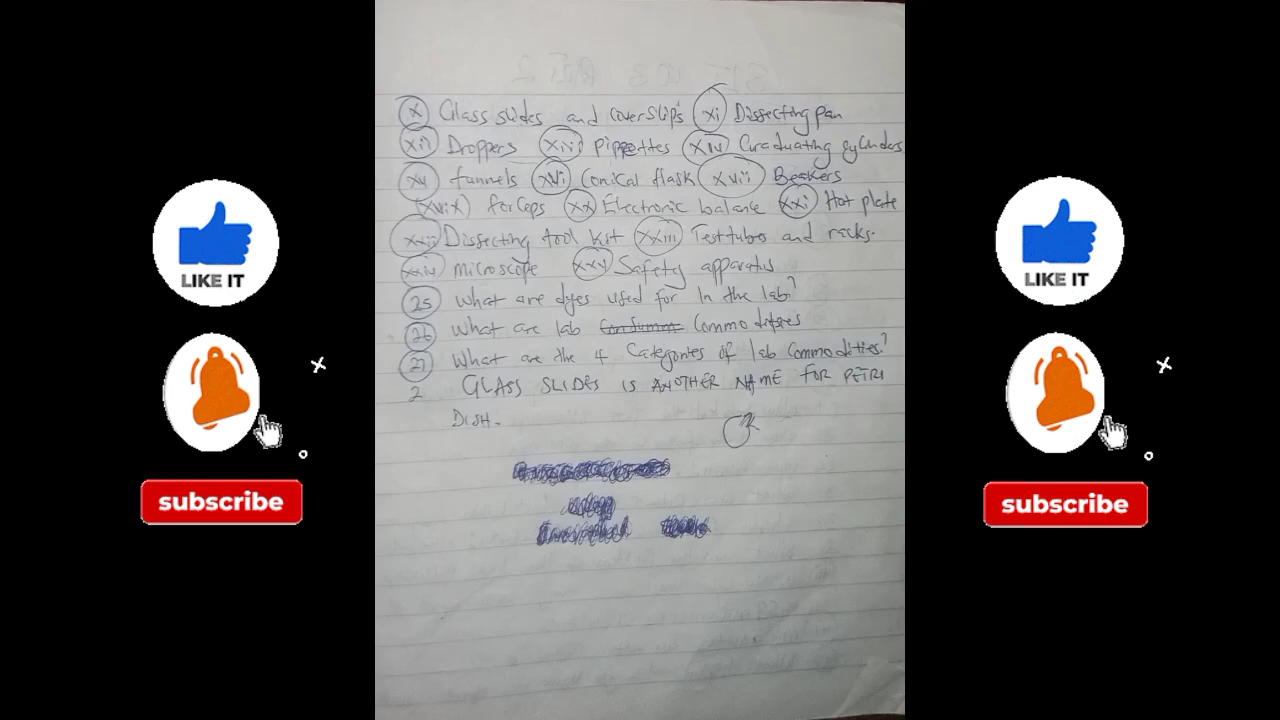 (x) Glass slides and coverslips (xi) Dissecting pan
(xii) Droppers (xiii) pippettes (xiv) Graduating cylinders
(xv) funnels (xvi) Conical flask (xvii) Beakers
(xvix) forceps (xx) Electronic balance (xxi) Hot plate
(xxii) Dissecting tool kit (xxiii) Test tubes and racks.
(xxiv) microscope (xxv) Safety apparatus
(25) What are dyes used for in the lab?
(26) What are lab commodities
(27) What are the 4 Categories of lab commodities?
2 GLASS SLIDES IS ANOTHER NAME FOR PETRI
DISH.
LIKE IT
subscribe
LIKE IT
subscribe